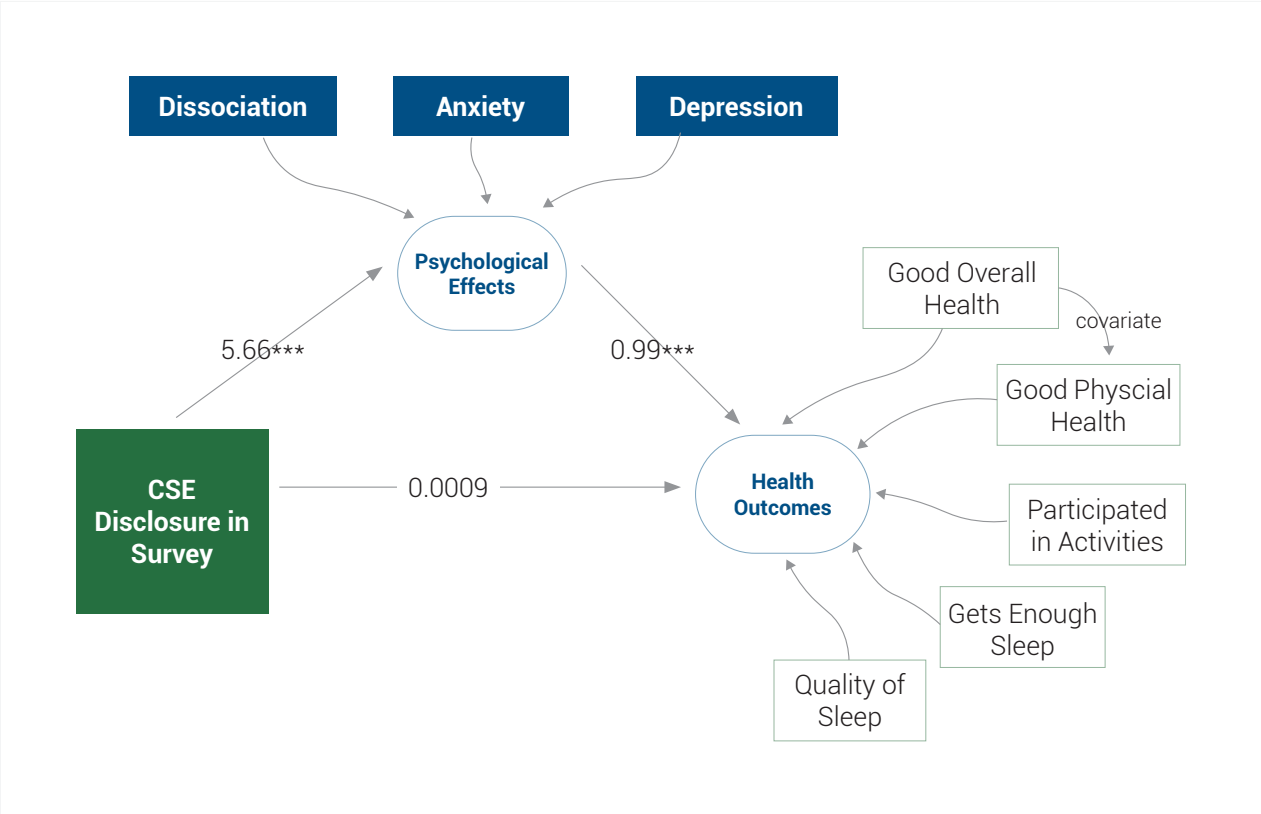 Dissociation
Anxiety
Depression
Psychological
Effects
Good Overall
Health
covariate
5.66***
0.99***
Good Physcial
Health
CSE
Disclosure in
Survey
0.0009
Health
Outcomes
Participated
in Activities
Gets Enough
Sleep
Quality of
Sleep